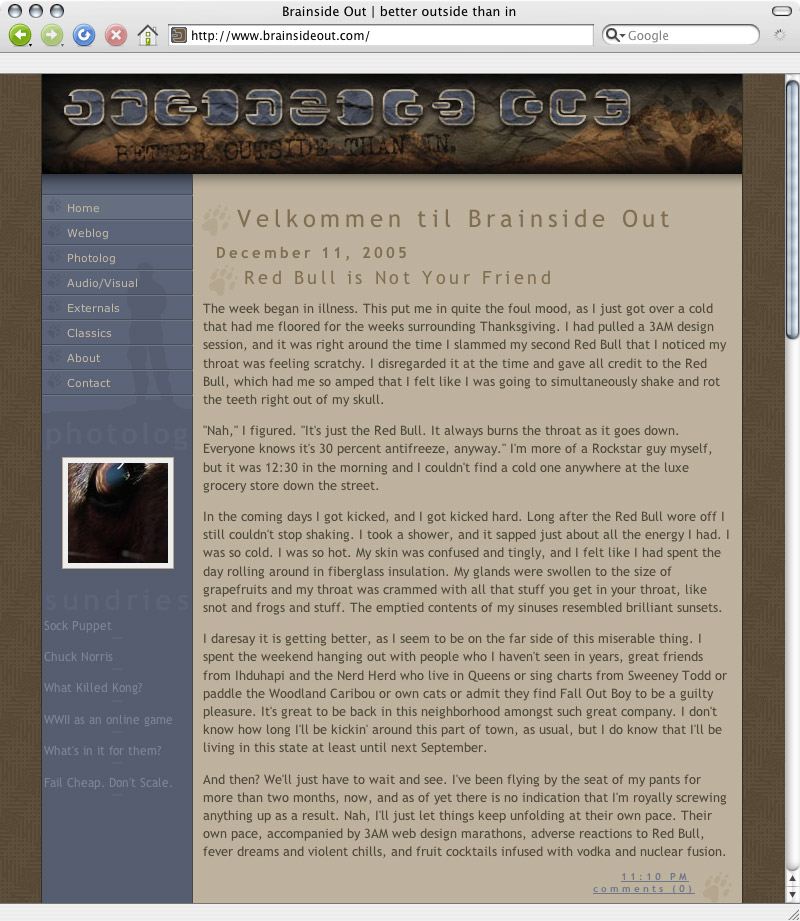 Brainside Out | better outside than in
http://www.brainsideout.com/
Google
BRAINSIDE OUT
BETTER OUTSIDE THAN IN.
Home
Weblog
Photolog
Audio/Visual
Externals
Classics
About
Contact
photolog
sundries
Sock Puppet
Chuck Norris
What Killed Kong?
WWII as an online game
What's in it for them?
Fail Cheap. Don't Scale.
Velkommen til Brainside Out
December 11, 2005
Red Bull is Not Your Friend
The week began in illness. This put me in quite the foul mood, as I just got over a cold
that had me floored for the weeks surrounding Thanksgiving. I had pulled a 3AM design
session, and it was right around the time I slammed my second Red Bull that I noticed my
throat was feeling scratchy. I disregarded it at the time and gave all credit to the Red
Bull, which had me so amped that I felt like I was going to simultaneously shake and rot
the teeth right out of my skull.
"Nah," I figured. "It's just the Red Bull. It always burns the throat as it goes down.
Everyone knows it's 30 percent antifreeze, anyway." I'm more of a Rockstar guy myself,
but it was 12:30 in the morning and I couldn't find a cold one anywhere at the luxe
grocery store down the street.
In the coming days I got kicked, and I got kicked hard. Long after the Red Bull wore off I
still couldn't stop shaking. I took a shower, and it sapped just about all the energy I had. I
was so cold. I was so hot. My skin was confused and tingly, and I felt like I had spent the
day rolling around in fiberglass insulation. My glands were swollen to the size of
grapefruits and my throat was crammed with all that stuff you get in your throat, like
snot and frogs and stuff. The emptied contents of my sinuses resembled brilliant sunsets.
I daresay it is getting better, as I seem to be on the far side of this miserable thing. I
spent the weekend hanging out with people who I haven't seen in years, great friends
from Ihduhapi and the Nerd Herd who live in Queens or sing charts from Sweeney Todd or
paddle the Woodland Caribou or own cats or admit they find Fall Out Boy to be a guilty
pleasure. It's great to be back in this neighborhood amongst such great company. I don't
know how long I'll be kickin' around this part of town, as usual, but I do know that I'll be
living in this state at least until next September.
And then? We'll just have to wait and see. I've been flying by the seat of my pants for
more than two months, now, and as of yet there is no indication that I'm royally screwing
anything up as a result. Nah, I'll just let things keep unfolding at their own pace. Their
own pace, accompanied by 3AM web design marathons, adverse reactions to Red Bull,
fever dreams and violent chills, and fruit cocktails infused with vodka and nuclear fusion.
11:10 PM
comments (0)